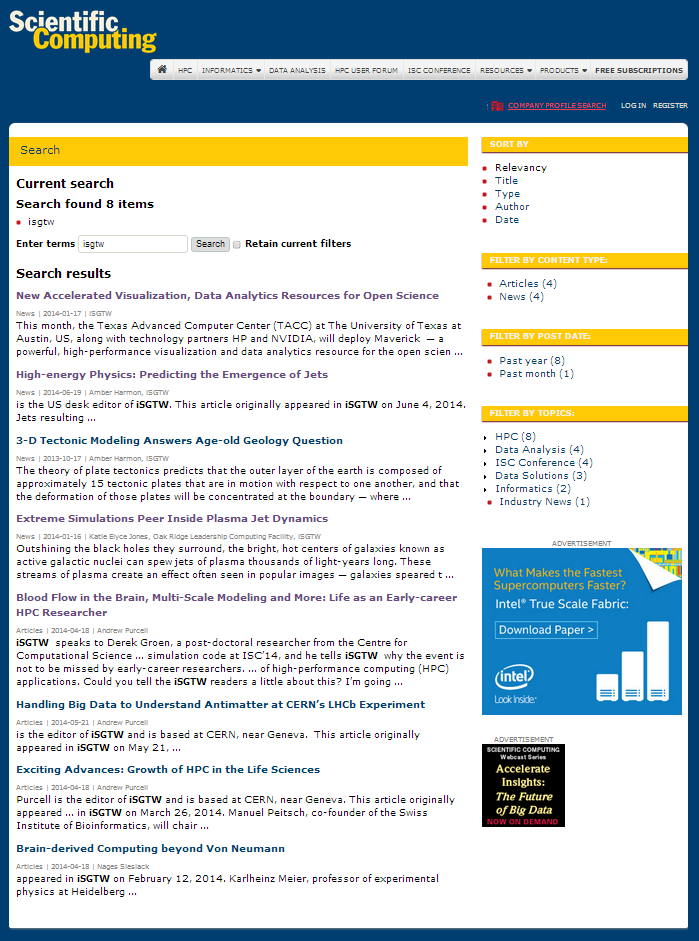 Scientific
Computing
HPC INFORMATICS DATA ANALYSIS HPC USER FORUM ISC CONFERENCE RESOURCES PRODUCTS FREE SUBSCRIPTIONS
COMPANY PROFILE SEARCH LOG IN REGISTER
Search
Current search
Search found 8 items
isgtw
Enter terms isgtw Search Retain current filters
Search results
New Accelerated Visualization, Data Analytics Resources for Open Science
News | 2014-01-17 | iSGTW
This month, the Texas Advanced Computer Center (TACC) at The University of Texas at
Austin, US, along with technology partners HP and NVIDIA, will deploy Maverick — a
powerful, high-performance visualization and data analytics resource for the open scien ...
High-energy Physics: Predicting the Emergence of Jets
News | 2014-06-19 | Amber Harmon, iSGTW
is the US desk editor of iSGTW. This article originally appeared in iSGTW on June 4, 2014.
Jets resulting ...
3-D Tectonic Modeling Answers Age-old Geology Question
News | 2013-10-17 | Amber Harmon, iSGTW
The theory of plate tectonics predicts that the outer layer of the earth is composed of
approximately 15 tectonic plates that are in motion with respect to one another, and that
the deformation of those plates will be concentrated at the boundary — where ...
Extreme Simulations Peer Inside Plasma Jet Dynamics
News | 2014-01-16 | Katie Elyce Jones, Oak Ridge Leadership Computing Facility, iSGTW
Outshining the black holes they surround, the bright, hot centers of galaxies known as
active galactic nuclei can spew jets of plasma thousands of light-years long. These
streams of plasma create an effect often seen in popular images — galaxies speared t ...
Blood Flow in the Brain, Multi-Scale Modeling and More: Life as an Early-career
HPC Researcher
Articles | 2014-04-18 | Andrew Purcell
iSGTW speaks to Derek Groen, a post-doctoral researcher from the Centre for
Computational Science ... simulation code at ISC'14, and he tells iSGTW why the event is
not to be missed by early-career researchers. ... of high-performance computing (HPC)
applications. Could you tell the iSGTW readers a little about this? I'm going ...
Handling Big Data to Understand Antimatter at CERN's LHCb Experiment
Articles | 2014-05-21 | Andrew Purcell
is the editor of iSGTW and is based at CERN, near Geneva. This article originally
appeared in iSGTW on May 21, ...
Exciting Advances: Growth of HPC in the Life Sciences
Articles | 2014-04-18 | Andrew Purcell
Purcell is the editor of iSGTW and is based at CERN, near Geneva. This article originally
appeared ... in iSGTW on March 26, 2014. Manuel Peitsch, co-founder of the Swiss
Institute of Bioinformatics, will chair ...
Brain-derived Computing beyond Von Neumann
Articles | 2014-04-18 | Nages Sieslack
appeared in iSGTW on February 12, 2014. Karlheinz Meier, professor of experimental
physics at Heidelberg ...
SORT BY
Relevancy
Title
Type
Author
Date
FILTER BY CONTENT TYPE:
Articles (4)
News (4)
FILTER BY POST DATE:
Past year (8)
Past month (1)
FILTER BY TOPICS:
HPC (8)
Data Analysis (4)
ISC Conference (4)
Data Solutions (3)
Informatics (2)
Industry News (1)
ADVERTISEMENT
What Makes the Fastest
Supercomputers Faster?
Intel® True Scale Fabric:
Download Paper >
intel
Look Inside.
ADVERTISEMENT
SCIENTIFIC COMPUTING
Webcast Series
Accelerate
Insights:
The Future
of Big Data
NOW ON DEMAND